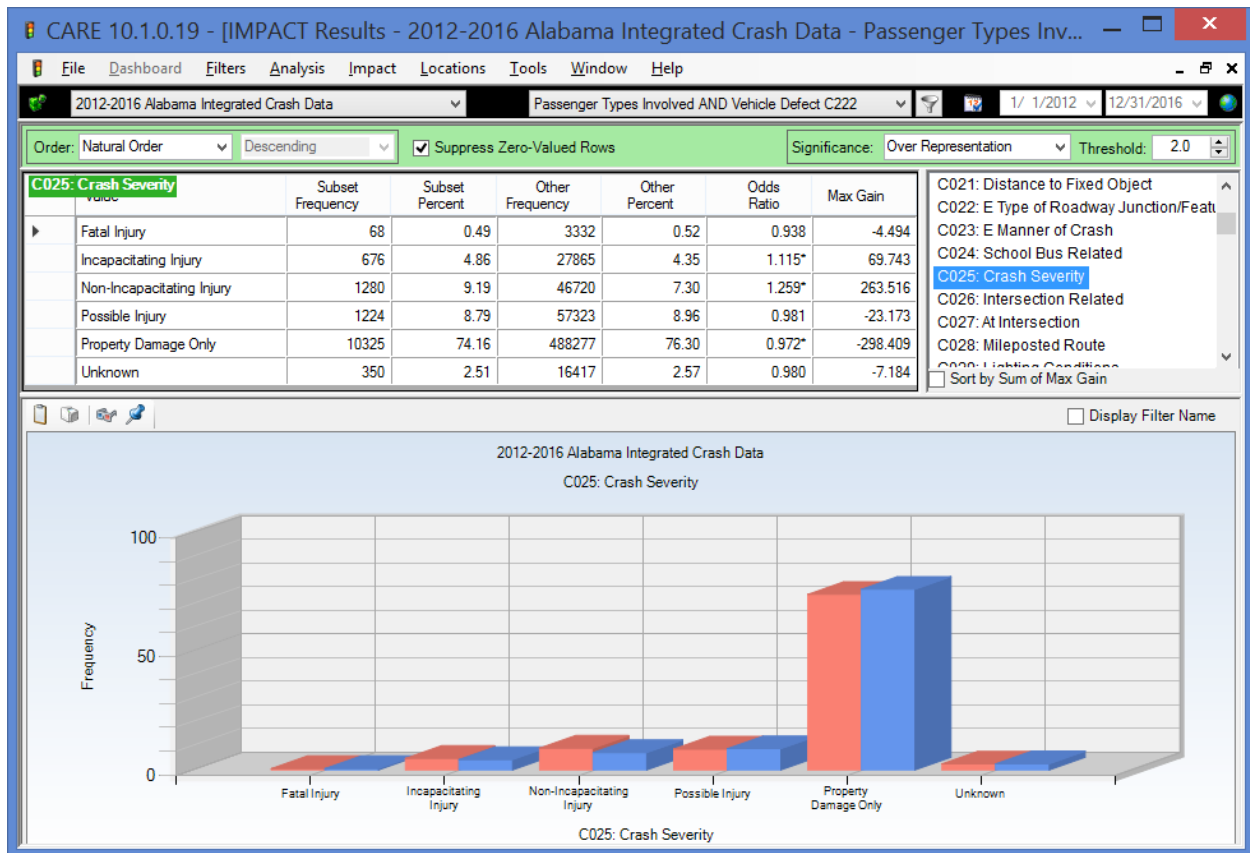 CARE 10.1.0.19 - [IMPACT Results - 2012-2016 Alabama Integrated Crash Data - Passenger Types Inv...
File Dashboard Filters Analysis Impact Locations Tools Window Help
2012-2016 Alabama Integrated Crash Data Passenger Types Involved AND Vehicle Defect C222 1/ 1/2012 12/31/2016
Order: Natural Order Descending Suppress Zero-Valued Rows Significance: Over Representation Threshold: 2.0
C025: Crash Severity
Value Subset Frequency Subset Percent Other Frequency Other Percent Odds Ratio Max Gain
Fatal Injury 68 0.49 3332 0.52 0.938 -4.494
Incapacitating Injury 676 4.86 27865 4.35 1.115* 69.743
Non-Incapacitating Injury 1280 9.19 46720 7.30 1.259* 263.516
Possible Injury 1224 8.79 57323 8.96 0.981 -23.173
Property Damage Only 10325 74.16 488277 76.30 0.972* -298.409
Unknown 350 2.51 16417 2.57 0.980 -7.184
C021: Distance to Fixed Object
C022: E Type of Roadway Junction/Featu
C023: E Manner of Crash
C024: School Bus Related
C025: Crash Severity
C026: Intersection Related
C027: At Intersection
C028: Mileposted Route
C029: Lighting Conditions
Sort by Sum of Max Gain
Display Filter Name
2012-2016 Alabama Integrated Crash Data
C025: Crash Severity
100
50
0
Frequency
Fatal Injury
Incapacitating
Injury
Non-Incapacitating
Injury
Possible Injury
Property
Damage Only
Unknown
C025: Crash Severity